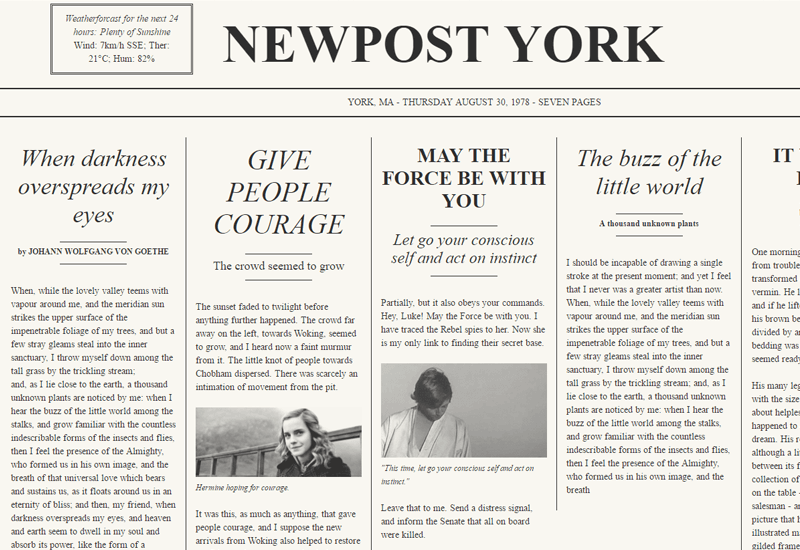 Weatherforcast for the next 24
hours: Plenty of Sunshine
Wind: 7km/h SSE; Ther:
21°C; Hum: 82%
NEWPOST YORK
YORK, MA - THURSDAY AUGUST 30, 1978 - SEVEN PAGES
When darkness
overspreads my
eyes
by JOHANN WOLFGANG VON GOETHE
When, while the lovely valley teems with
vapour around me, and the meridian sun
strikes the upper surface of the
impenetrable foliage of my trees, and but a
few stray gleams steal into the inner
sanctuary, I throw myself down among the
tall grass by the trickling stream;
and, as I lie close to the earth, a thousand
unknown plants are noticed by me: when I
hear the buzz of the little world among the
stalks, and grow familiar with the countless
indescribable forms of the insects and flies,
then I feel the presence of the Almighty,
who formed us in his own image, and the
breath of that universal love which bears
and sustains us, as it floats around us in an
eternity of bliss; and then, my friend, when
darkness overspreads my eyes, and heaven
and earth seem to dwell in my soul and
absorb its power, like the form of a
GIVE
PEOPLE
COURAGE
The crowd seemed to grow
The sunset faded to twilight before
anything further happened. The crowd far
away on the left, towards Woking, seemed
to grow, and I heard now a faint murmur
from it. The little knot of people towards
Chobham dispersed. There was scarcely an
intimation of movement from the pit.
Hermine hoping for courage.
It was this, as much as anything, that gave
people courage, and I suppose the new
arrivals from Woking also helped to restore
MAY THE
FORCE BE WITH
YOU
Let go your conscious
self and act on instinct
Partially, but it also obeys your commands.
Hey, Luke! May the Force be with you. I
have traced the Rebel spies to her. Now she
is my only link to finding their secret base.
"This time, let go your conscious self and act on
instinct."
Leave that to me. Send a distress signal,
and inform the Senate that all on board
were killed.
The buzz of the
little world
A thousand unknown plants
I should be incapable of drawing a single
stroke at the present moment; and yet I feel
that I never was a greater artist than now.
When, while the lovely valley teems with
vapour around me, and the meridian sun
strikes the upper surface of the
impenetrable foliage of my trees, and but a
few stray gleams steal into the inner
sanctuary, I throw myself down among the
tall grass by the trickling stream; and, as I
lie close to the earth, a thousand unknown
plants are noticed by me: when I hear the
buzz of the little world among the stalks,
and grow familiar with the countless
indescribable forms of the insects and flies,
then I feel the presence of the Almighty,
who formed us in his own image, and the
breath
IT
One morning
from trouble
transformed
vermin. He l
and if he lift
his brown be
divided by a
bedding was
seemed ready
His many leg
with the size
about helples
happened to
dream. His r
although a li
between its f
collection of
on the table -
salesman - a
picture that h
illustrated m
gilded frame